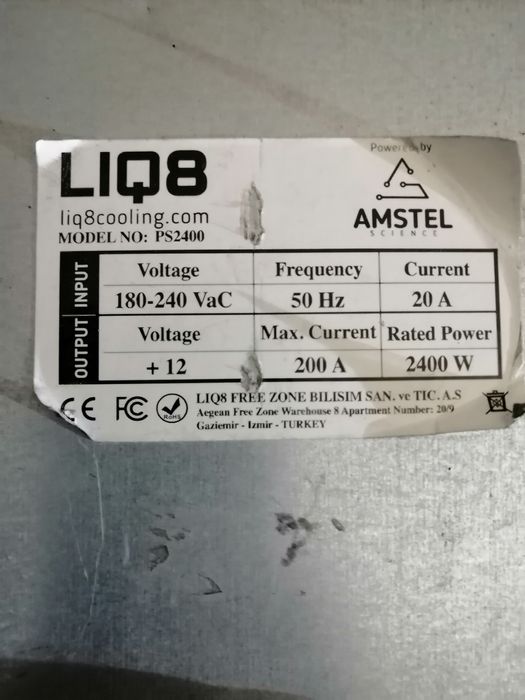 Powered by
LIQ8
liq8cooling.com
AMSTEL
SCIENCE
MODEL NO: PS2400
INPUT
Voltage Frequency Current
180-240 VaC 50 Hz 20 A
OUTPUT
Voltage Max. Current Rated Power
+ 12 200 A 2400 W
CE FC RoHS
LIQ8 FREE ZONE BILISIM SAN. ve TIC. A.S
Aegean Free Zone Warehouse 8 Apartment Number: 20/9
Gaziemir - Izmir - TURKEY